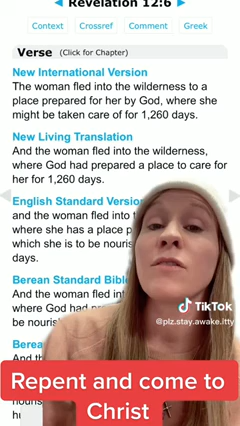 Revelation 12:6
Context
Crossref
Comment
Greek
Verse (Click for Chapter)
New International Version
The woman fled into the wilderness to a
place prepared for her by God, where she
might be taken care of for 1,260 days.
New Living Translation
And the woman fled into the wilderness,
where God had prepared a place to care for
her for 1,260 days.
English Standard Version
and the woman fled into
where she has a place
which she is to be
days.
Berean Standard Bible
And the woman fled
where God had
be
TikTok
@plz.stay.awake.itty
And
Repent and come to
Christ